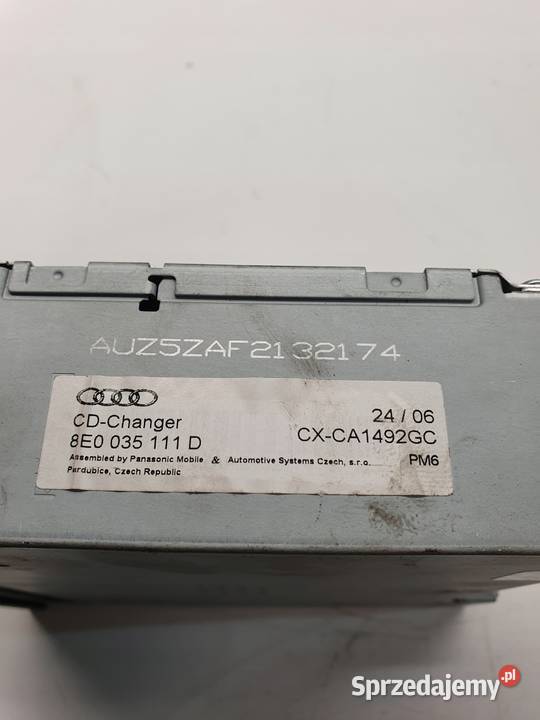 AUZ5ZAF2132174
CD-Changer 24 / 06
8E0 035 111 D CX-CA1492GC
Assembled by Panasonic Mobile & Automotive Systems Czech, s.r.o. PM6
Pardubice, Czech Republic
Sprzedajemy.pl